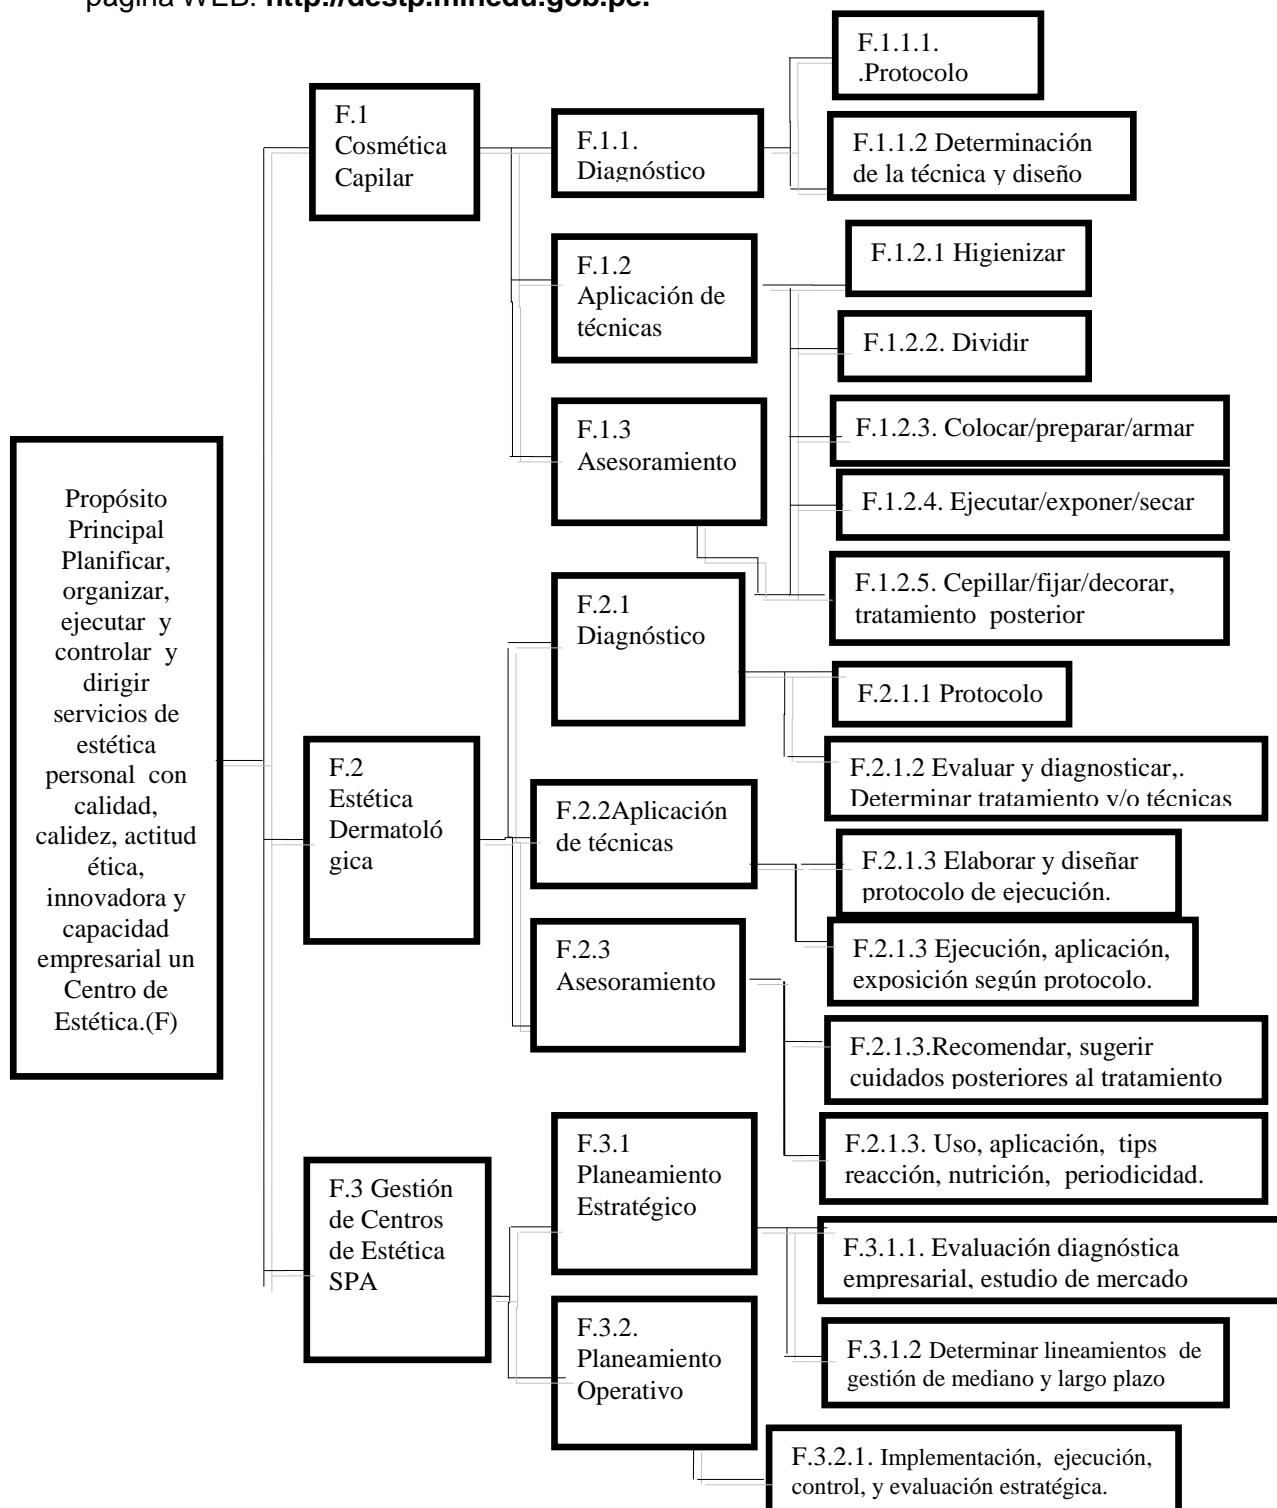 página WEB: http://destp.minedu.gob.pe.
F.1.1.1.
.Protocolo
F.1
Cosmética
Capilar
F.1.1.
Diagnóstico
F.1.1.2 Determinación
de la técnica y diseño
F.1.2
Aplicación de
técnicas
F.1.2.1 Higienizar
F.1.2.2. Dividir
F.1.3
Asesoramiento
F.1.2.3. Colocar/preparar/armar
F.1.2.4. Ejecutar/exponer/secar
F.1.2.5. Cepillar/fijar/decorar,
tratamiento posterior
Propósito
Principal
Planificar,
organizar,
ejecutar y
controlar y
dirigir
servicios de
estética
personal con
calidad,
calidez, actitud
ética,
innovadora y
capacidad
empresarial un
Centro de
Estética.(F)
F.2.1
Diagnóstico
F.2.1.1 Protocolo
F.2
Estética
Dermatoló
gica
F.2.1.2 Evaluar y diagnosticar,.
Determinar tratamiento y/o técnicas
F.2.2Aplicación
de técnicas
F.2.1.3 Elaborar y diseñar
protocolo de ejecución.
F.2.1.3 Ejecución, aplicación,
exposición según protocolo.
F.2.3
Asesoramiento
F.2.1.3.Recomendar, sugerir
cuidados posteriores al tratamiento
F.2.1.3. Uso, aplicación, tips
reacción, nutrición, periodicidad.
F.3 Gestión
de Centros
de Estética
SPA
F.3.1
Planeamiento
Estratégico
F.3.1.1. Evaluación diagnóstica
empresarial, estudio de mercado
F.3.2.
Planeamiento
Operativo
F.3.1.2 Determinar lineamientos de
gestión de mediano y largo plazo
F.3.2.1. Implementación, ejecución,
control, y evaluación estratégica.